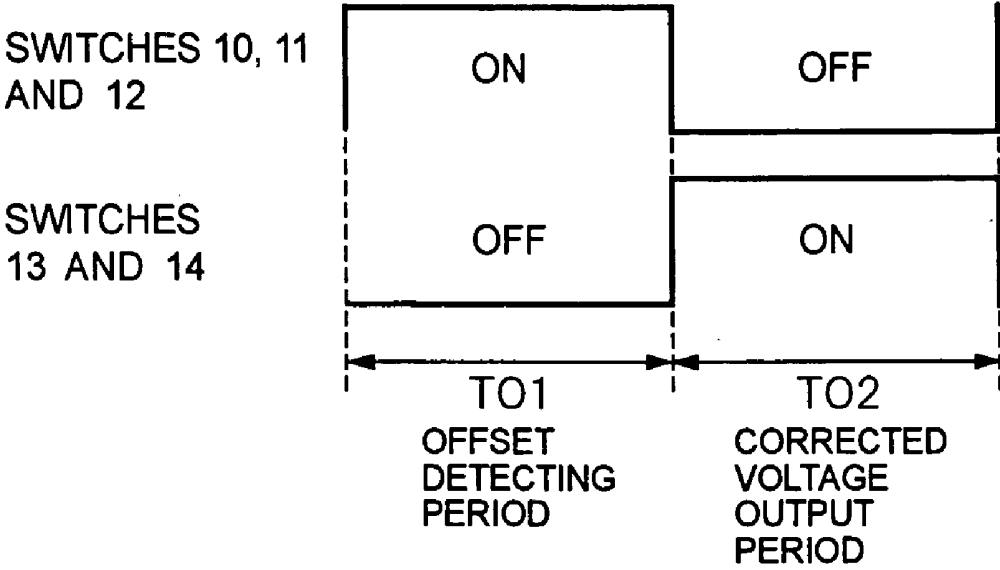 SWITCHES 10, 11
AND 12
ON
OFF
SWITCHES
13 AND 14
OFF
ON
TO1
TO2
OFFSET
DETECTING
PERIOD
CORRECTED
VOLTAGE
OUTPUT
PERIOD